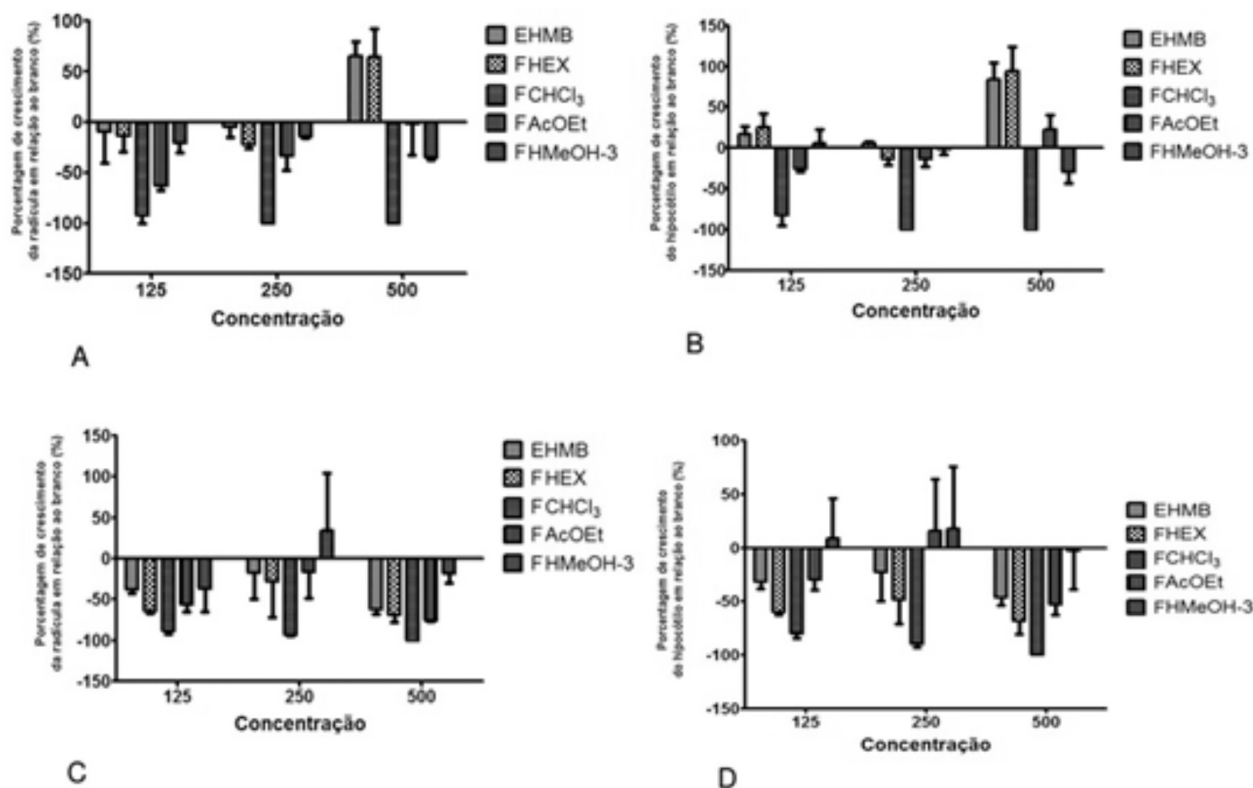 Porcentagem de crescimento
da radícula em relação ao branco (%)
100
50
0
-50
-100
-150
125
250
500
Concentração
EHMB
FHEX
FCHCl₃
FAcOEt
FHMeOH-3
A
Porcentagem de crescimento
do hipocótilo em relação ao branco (%)
150
100
50
0
-50
-100
-150
125
250
500
Concentração
EHMB
FHEX
FCHCl₃
FAcOEt
FHMeOH-3
B
Porcentagem de crescimento
da radícula em relação ao branco (%)
150
100
50
0
-50
-100
-150
125
250
500
Concentração
EHMB
FHEX
FCHCl₃
FAcOEt
FHMeOH-3
C
Porcentagem de crescimento
do hipocótilo em relação ao branco (%)
100
50
0
-50
-100
-150
125
250
500
Concentração
EHMB
FHEX
FCHCl₃
FAcOEt
FHMeOH-3
D